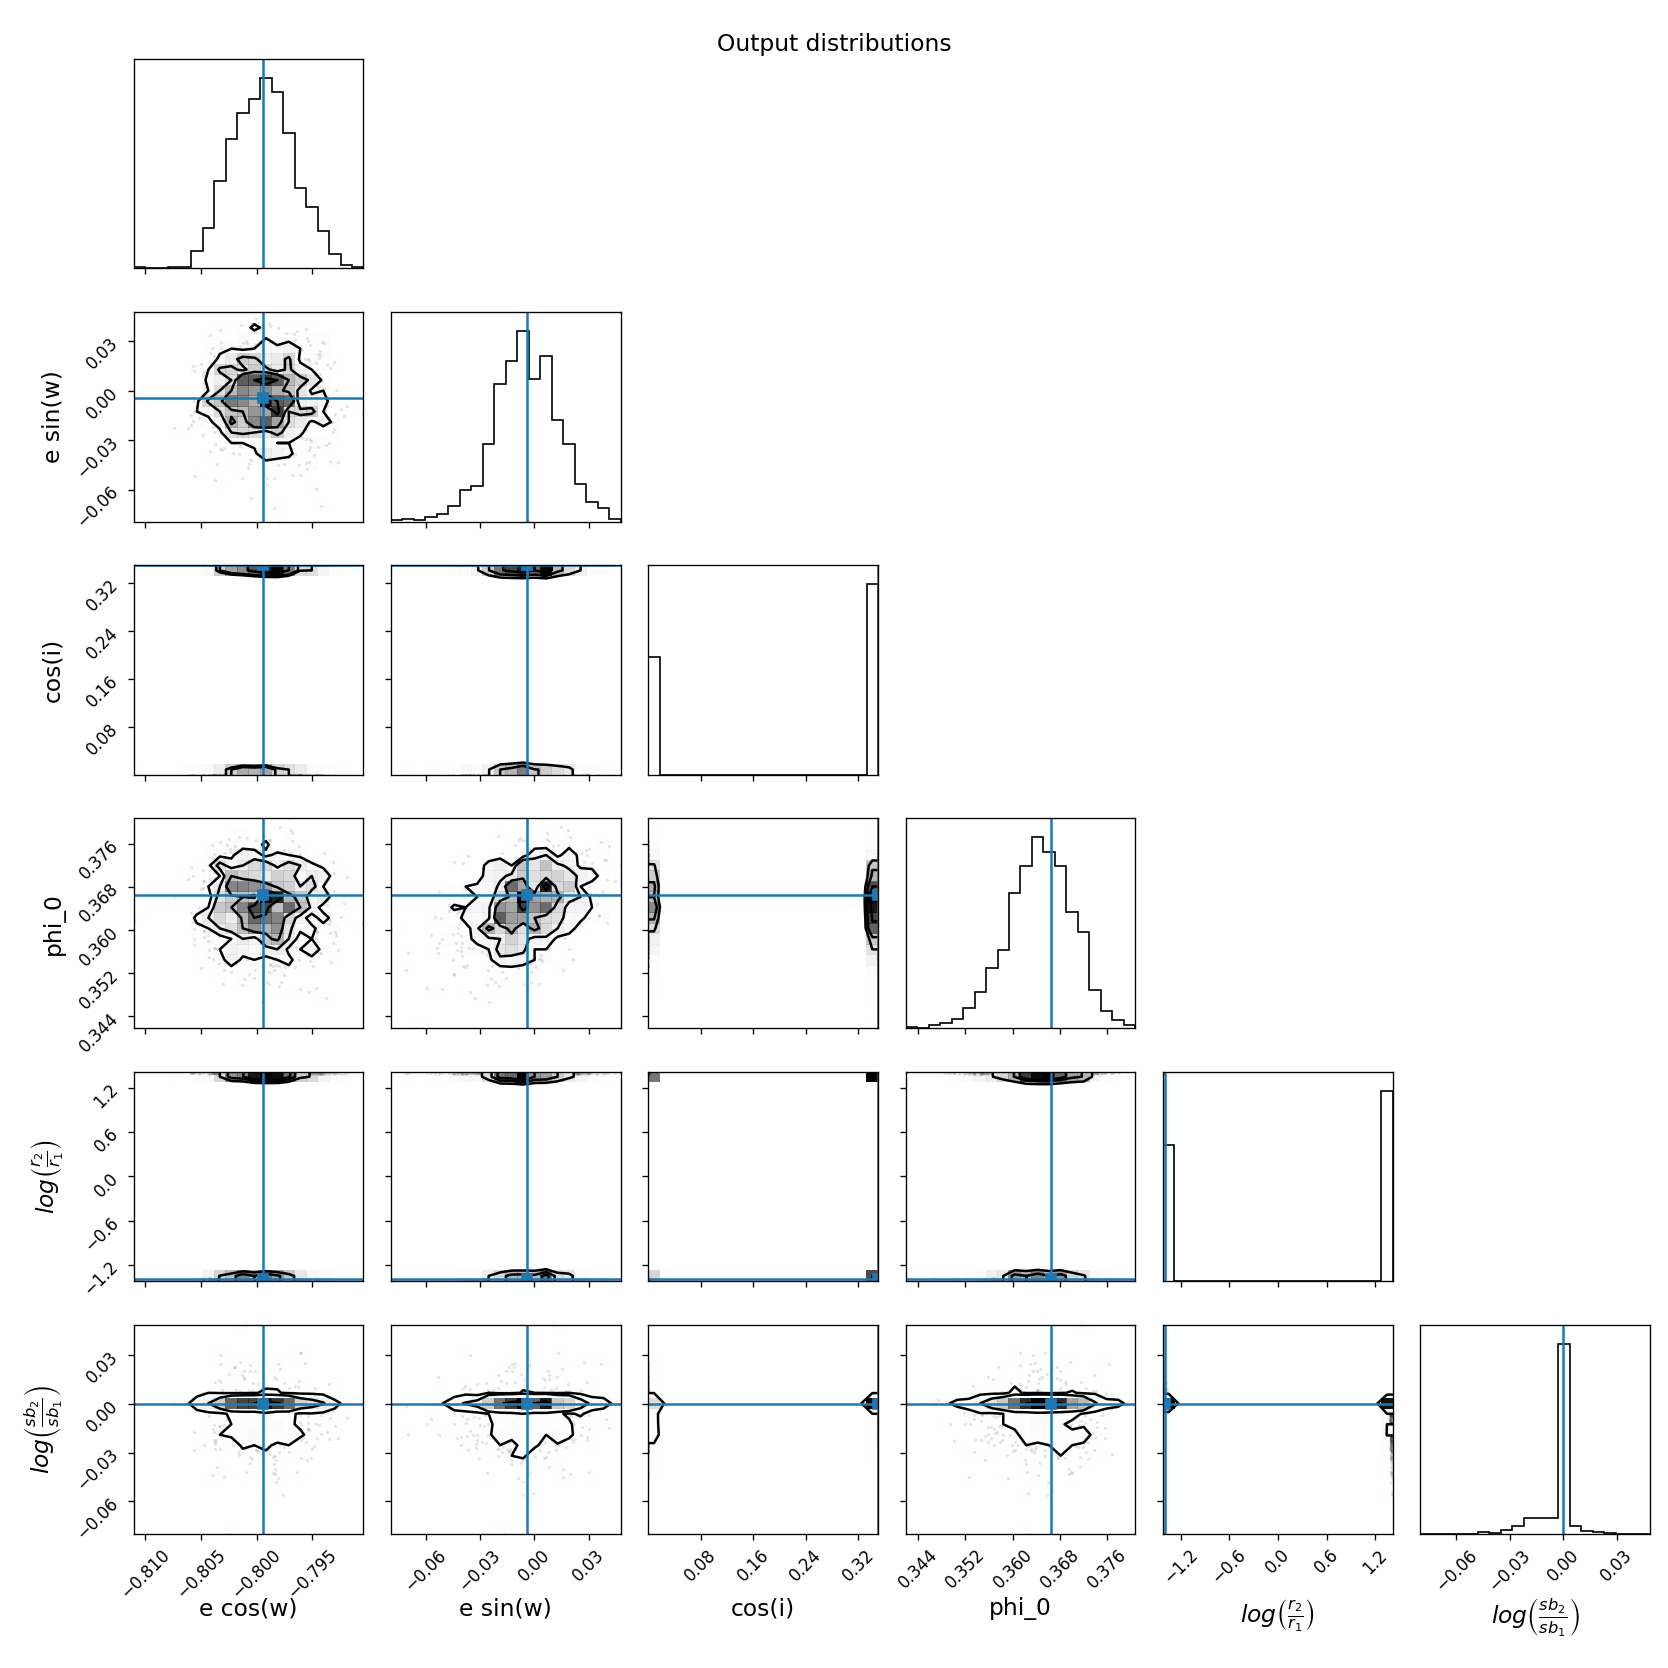 Output distributions
0.03
0.00
−0.03
−0.06
e sin(w)
0.32
0.24
0.16
0.08
cos(i)
0.376
0.368
0.360
0.352
0.344
phi_0
1.2
0.6
0.0
−0.6
−1.2
log(r₂/r₁)
0.03
0.00
−0.03
−0.06
log(sb₂/sb₁)
−0.810 −0.805 −0.800 −0.795
−0.06 −0.03 0.00 0.03
0.08 0.16 0.24 0.32
0.344 0.352 0.360 0.368 0.376
−1.2 −0.6 0.0 0.6 1.2
−0.06 −0.03 0.00 0.03
e cos(w) e sin(w) cos(i) phi_0 log(r₂/r₁) log(sb₂/sb₁)